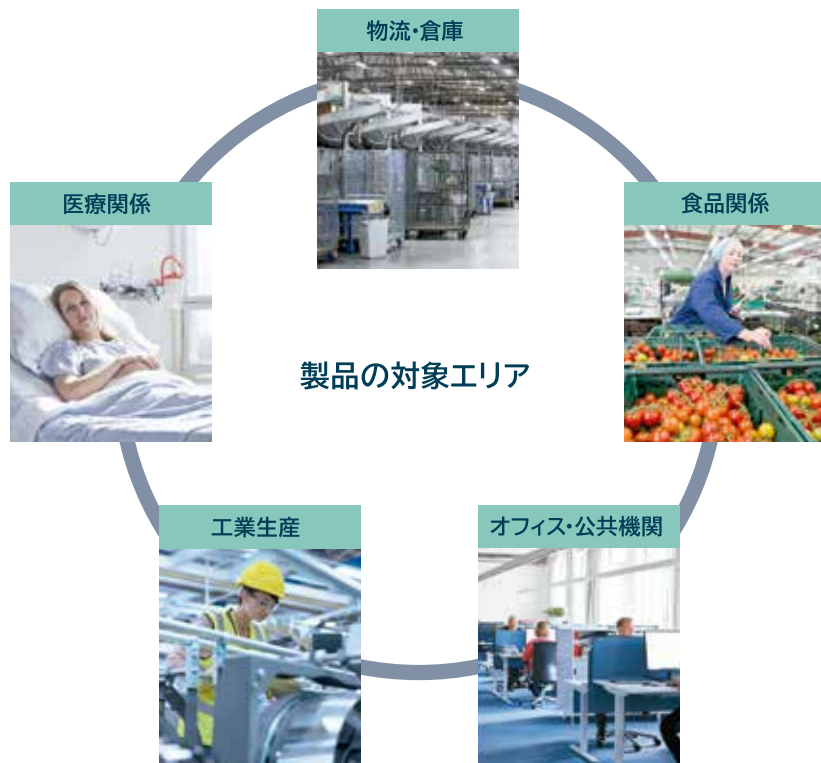 物流・倉庫
医療関係
食品関係
製品の対象エリア
工業生産
オフィス・公共機関